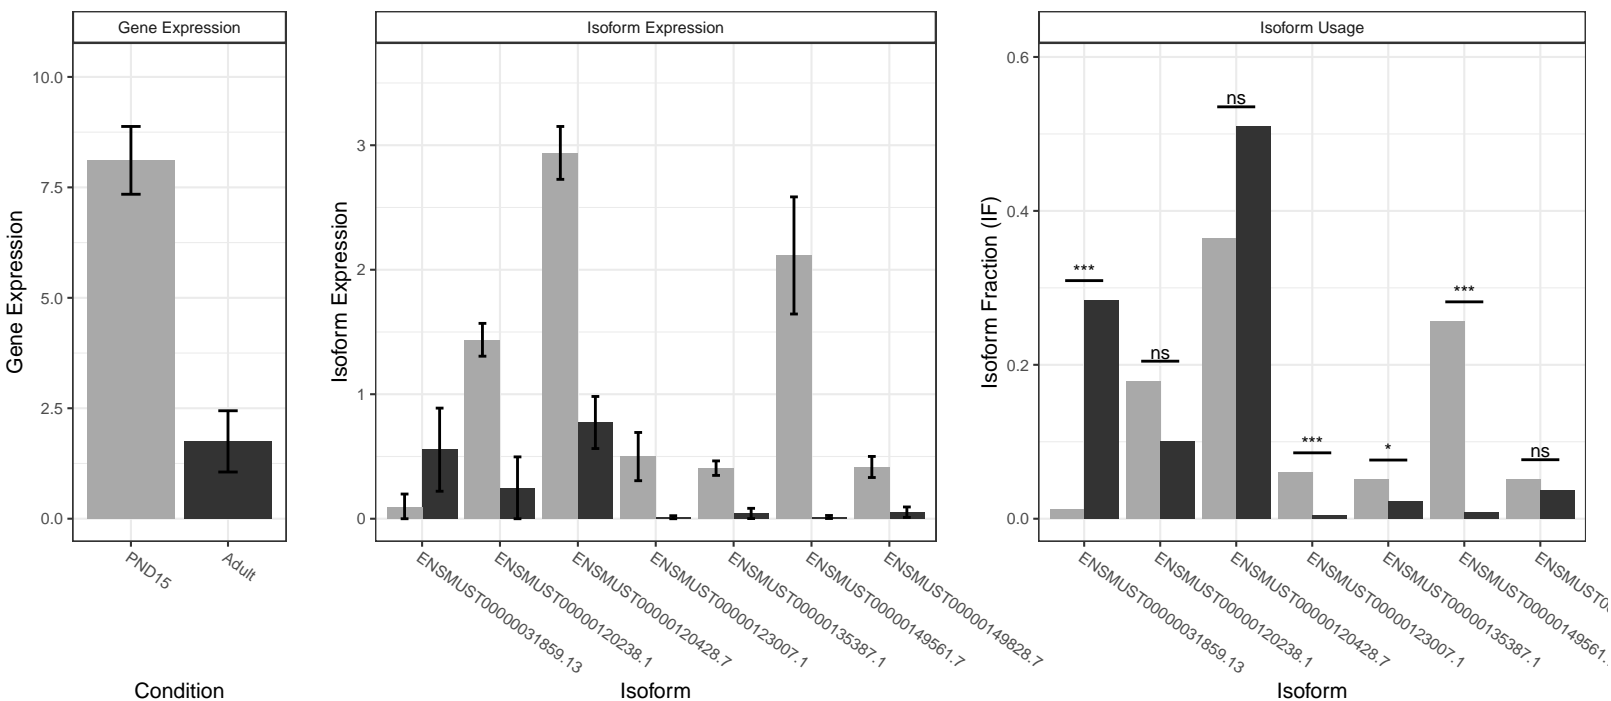 Gene Expression
Isoform Expression
Isoform Usage
Gene Expression
10.0
7.5
5.0
2.5
0.0
PND15
Adult
Condition
Isoform Expression
3
2
1
0
ENSMUST00000031859.13
ENSMUST00000120238.1
ENSMUST00000120428.7
ENSMUST00000123007.1
ENSMUST00000135387.1
ENSMUST00000149561.7
ENSMUST00000149828.7
Isoform
Isoform Fraction (IF)
0.6
0.4
0.2
0.0
***
ns
ns
***
*
***
ns
ENSMUST00000031859.13
ENSMUST00000120238.1
ENSMUST00000120428.7
ENSMUST00000123007.1
ENSMUST00000135387.1
ENSMUST00000149561.
Isoform